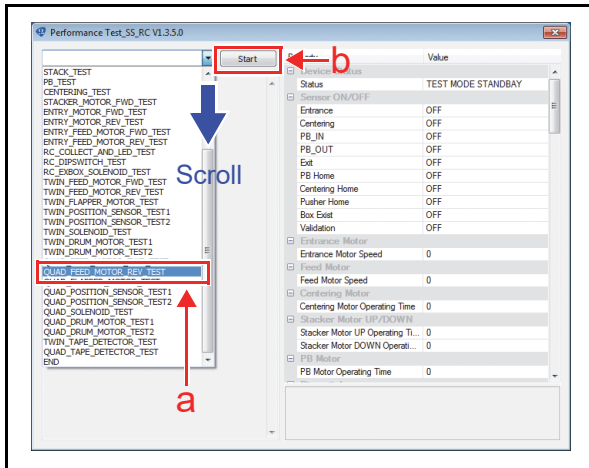 Performance Test_SS_RC V1.3.5.0
Start
b
Value
STACK_TEST
PB_TEST
CENTERING_TEST
STACKER_MOTOR_FWD_TEST
ENTRY_MOTOR_FWD_TEST
ENTRY_MOTOR_REV_TEST
ENTRY_FEED_MOTOR_FWD_TEST
ENTRY_FEED_MOTOR_REV_TEST
RC_COLLECT_AND_LED_TEST
RC_DIPSWITCH_TEST
RC_EXBOX_SOLENOID_TEST
TWIN_FEED_MOTOR_FWD_TEST
TWIN_FEED_MOTOR_REV_TEST
TWIN_FLAPPER_MOTOR_TEST
TWIN_POSITION_SENSOR_TEST1
TWIN_POSITION_SENSOR_TEST2
TWIN_SOLENOID_TEST
TWIN_DRUM_MOTOR_TEST1
TWIN_DRUM_MOTOR_TEST2
QUAD_FEED_MOTOR_REV_TEST
QUAD_POSITION_SENSOR_TEST1
QUAD_POSITION_SENSOR_TEST2
QUAD_SOLENOID_TEST
QUAD_DRUM_MOTOR_TEST1
QUAD_DRUM_MOTOR_TEST2
TWIN_TAPE_DETECTOR_TEST
QUAD_TAPE_DETECTOR_TEST
END
Scroll
a
Device Status
Status TEST MODE STANDBAY
Sensor ON/OFF
Entrance OFF
Centering OFF
PB_IN OFF
PB_OUT OFF
Exit OFF
PB Home OFF
Centering Home OFF
Pusher Home OFF
Box Exist OFF
Validation OFF
Entrance Motor
Entrance Motor Speed 0
Feed Motor
Feed Motor Speed 0
Centering Motor
Centering Motor Operating Time 0
Stacker Motor UP/DOWN
Stacker Motor UP Operating Ti... 0
Stacker Motor DOWN Operati... 0
PB Motor
PB Motor Operating Time 0